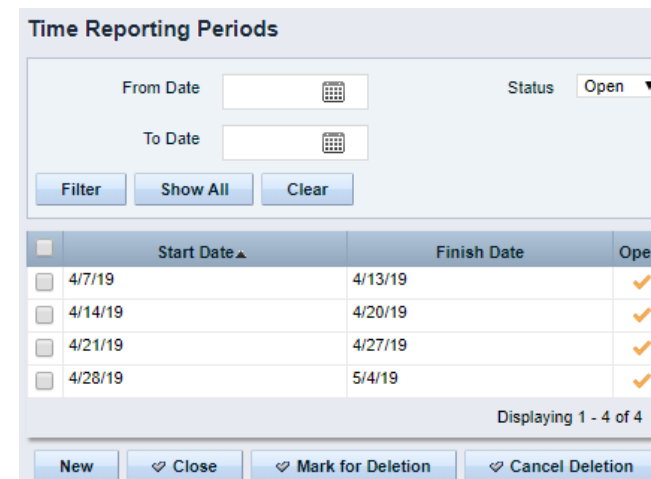 Time Reporting Periods
From Date Status Open
To Date
Filter Show All Clear
Start Date Finish Date Ope
4/7/19 4/13/19
4/14/19 4/20/19
4/21/19 4/27/19
4/28/19 5/4/19
Displaying 1 - 4 of 4
New Close Mark for Deletion Cancel Deletion